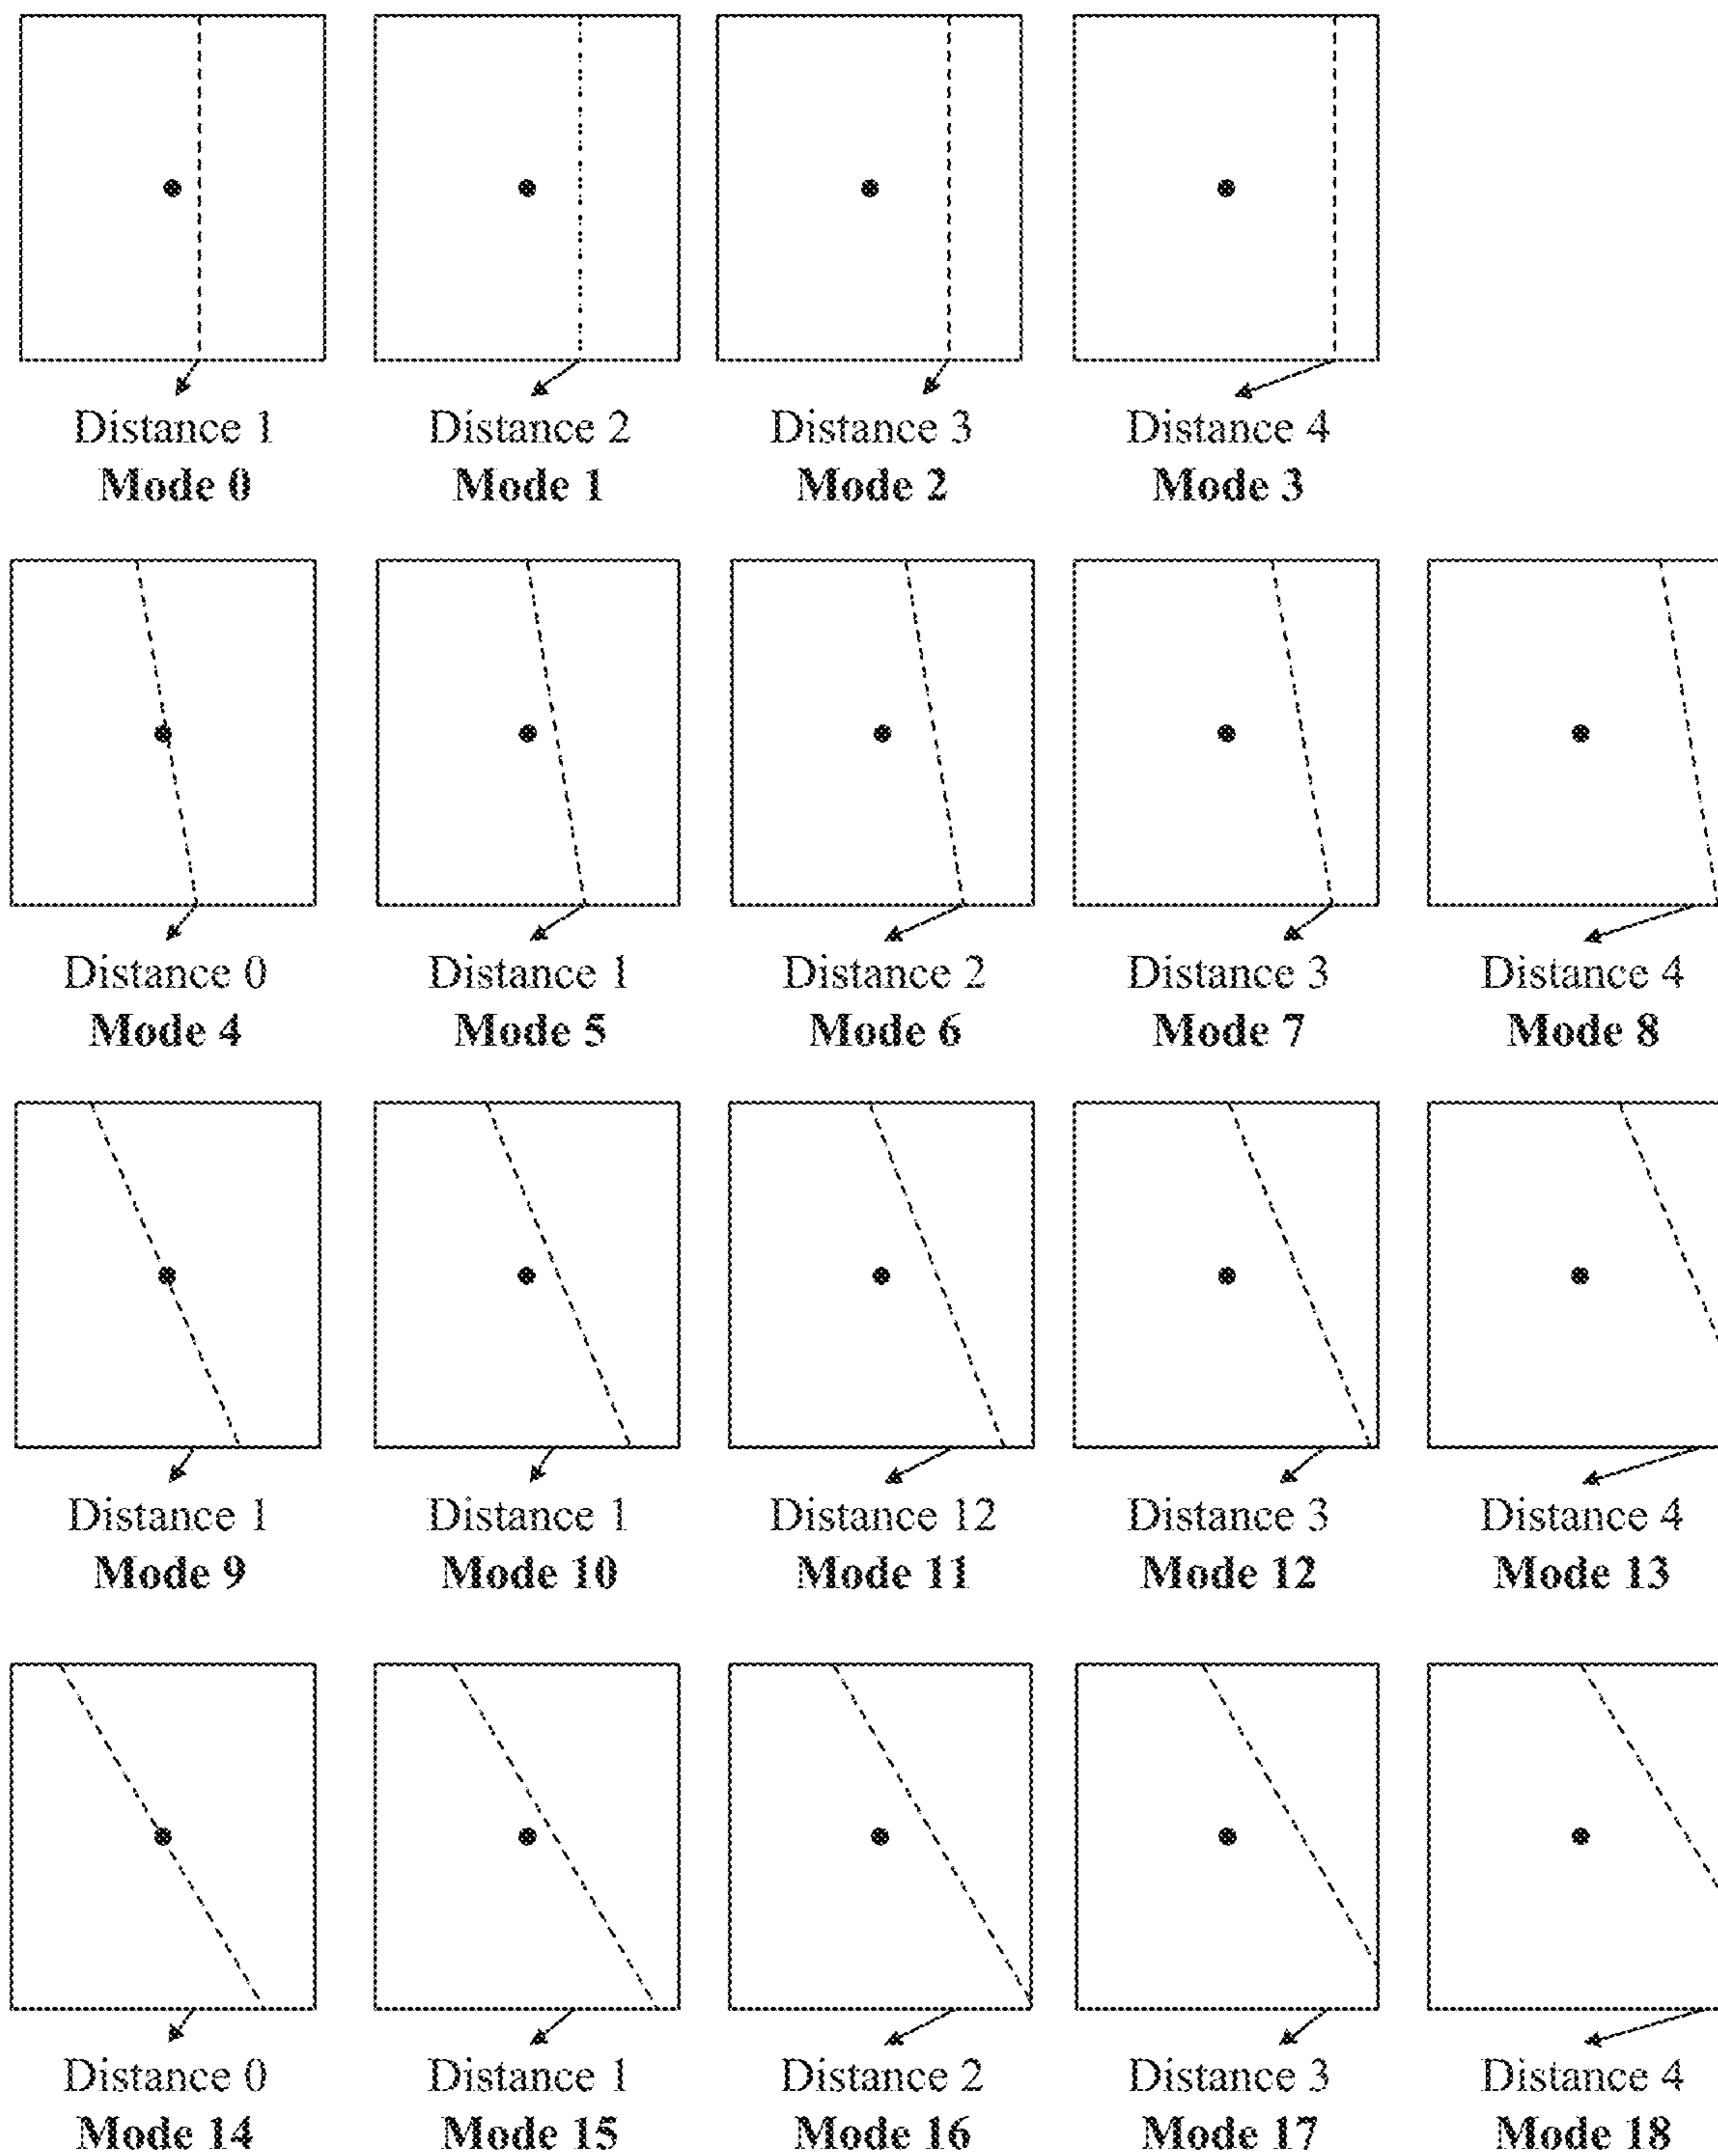 Distance 1 Distance 2 Distance 3 Distance 4
Mode 0 Mode 1 Mode 2 Mode 3
Distance 0 Distance 1 Distance 2 Distance 3 Distance 4
Mode 4 Mode 5 Mode 6 Mode 7 Mode 8
Distance 1 Distance 1 Distance 12 Distance 3 Distance 4
Mode 9 Mode 10 Mode 11 Mode 12 Mode 13
Distance 0 Distance 1 Distance 2 Distance 3 Distance 4
Mode 14 Mode 15 Mode 16 Mode 17 Mode 18